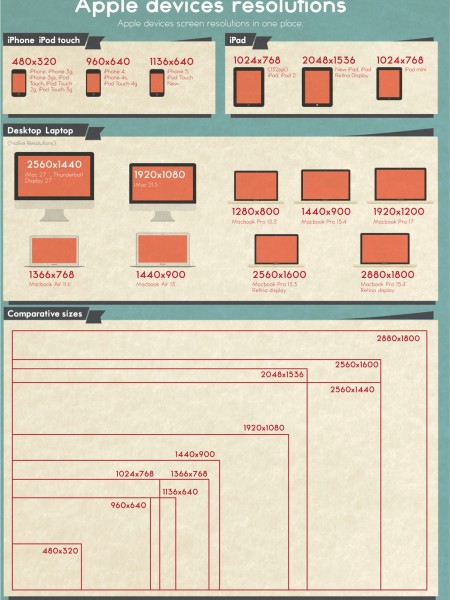 Apple devices resolutions
Apple devices screen resolutions in one place.
iPhone iPod touch
480x320
iPhone, iPhone 3g,
iPhone 3gs, iPod
Touch, iPod Touch
2g, iPod Touch 3g
960x640
iPhone 4,
iPhone 4s,
iPod Touch 4g
1136x640
iPhone 5,
iPod Touch
New
iPad
1024x768
iPad, iPad 2
2048x1536
New iPad, iPad
Retina Display
1024x768
iPad mini
Desktop Laptop
(Native Resolutions)
2560x1440
iMac 27", Thunderbolt
Display 27"
1920x1080
iMac 21.5
1280x800
Macbook Pro 13.3
1440x900
Macbook Pro 15.4
1920x1200
Macbook Pro 17
1366x768
Macbook Air 11.6
1440x900
Macbook Air 13
2560x1600
Macbook Pro 13.3
Retina display
2880x1800
Macbook Pro 15.4
Retina display
Comparative sizes
2880x1800
2560x1600
2048x1536
2560x1440
1920x1080
1440x900
1024x768
1366x768
1136x640
960x640
480x320